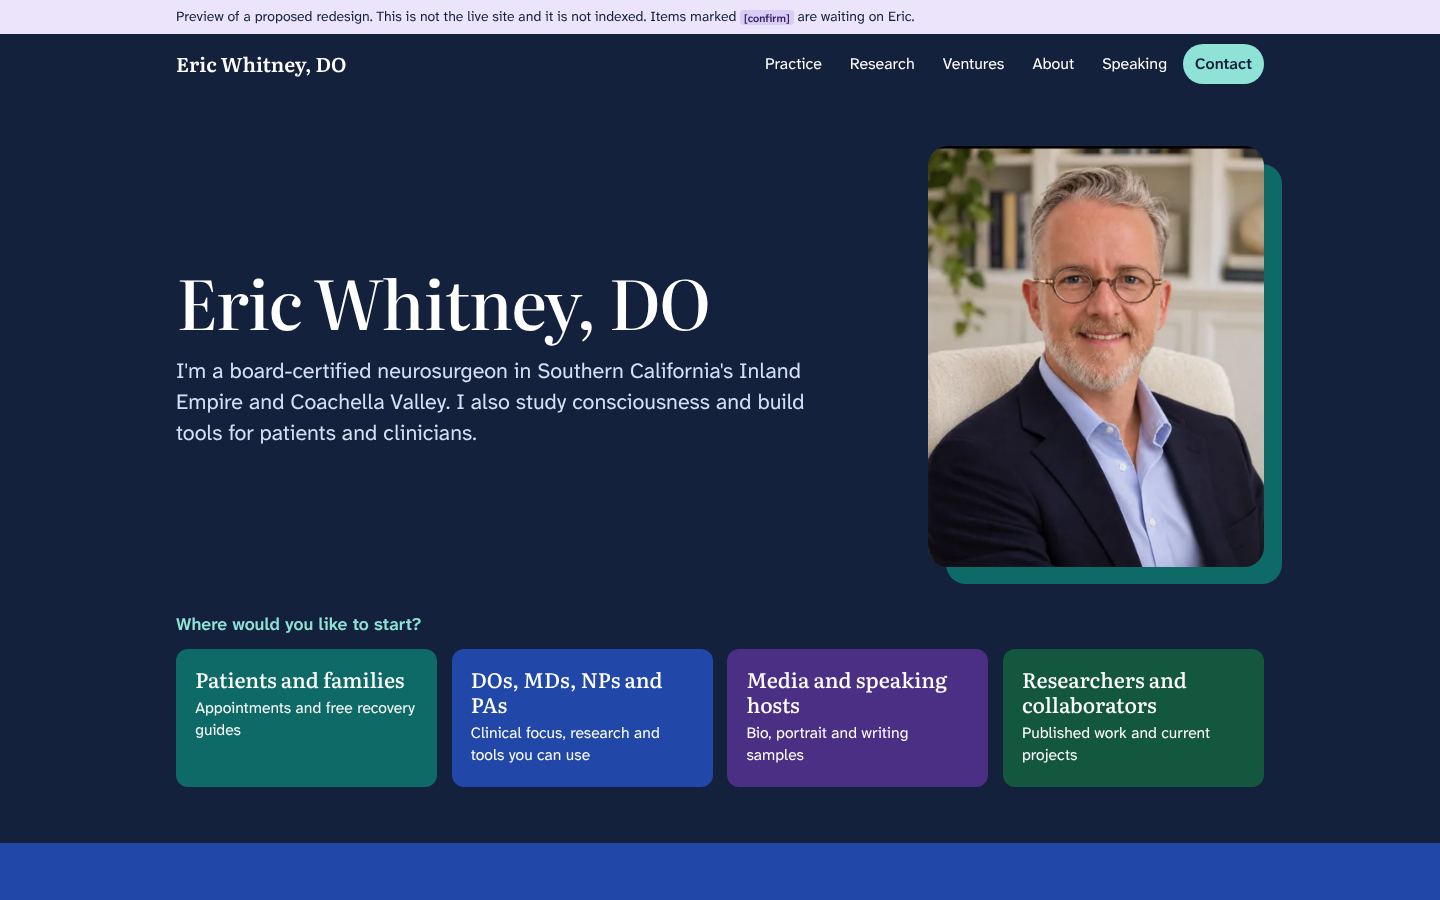 Preview of a proposed redesign. This is not the live site and it is not indexed. Items marked [confirm] are waiting on Eric.
Eric Whitney, DO
Practice
Research
Ventures
About
Speaking
Contact
Eric Whitney, DO
I'm a board-certified neurosurgeon in Southern California's Inland
Empire and Coachella Valley. I also study consciousness and build
tools for patients and clinicians.
Where would you like to start?
Patients and families
Appointments and free recovery
guides
DOs, MDs, NPs and
PAs
Clinical focus, research and
tools you can use
Media and speaking
hosts
Bio, portrait and writing
samples
Researchers and
collaborators
Published work and current
projects